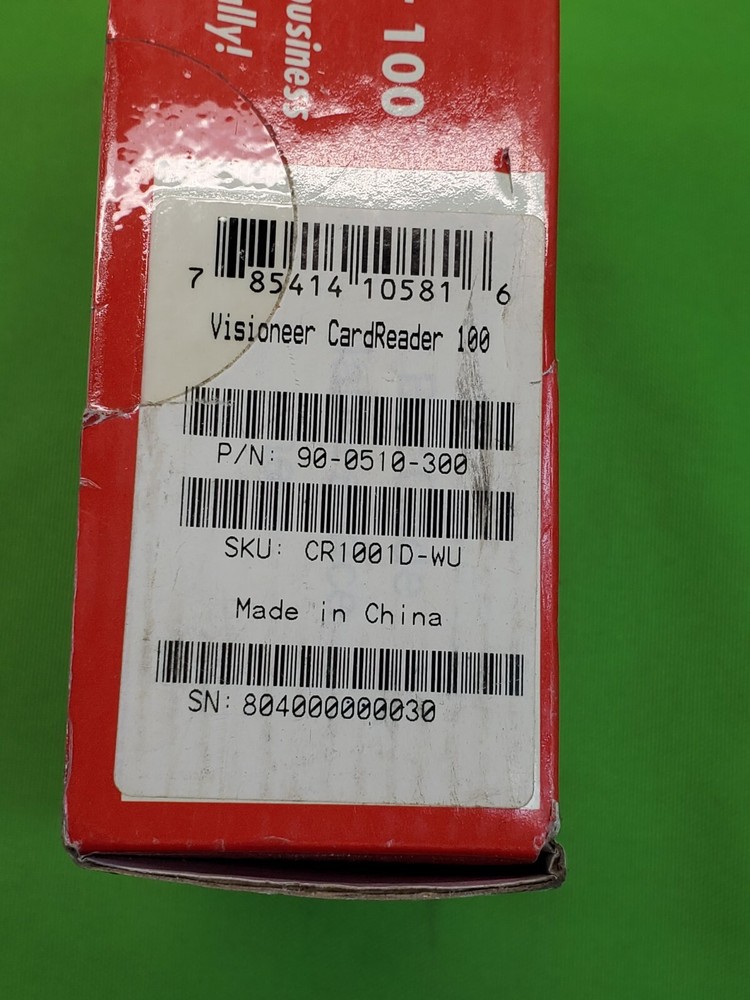 100
business
lly!
7 85414 10581 6
Visioneer CardReader 100
P/N: 90-0510-300
SKU: CR1001D-WU
Made in China
SN: 804000000030